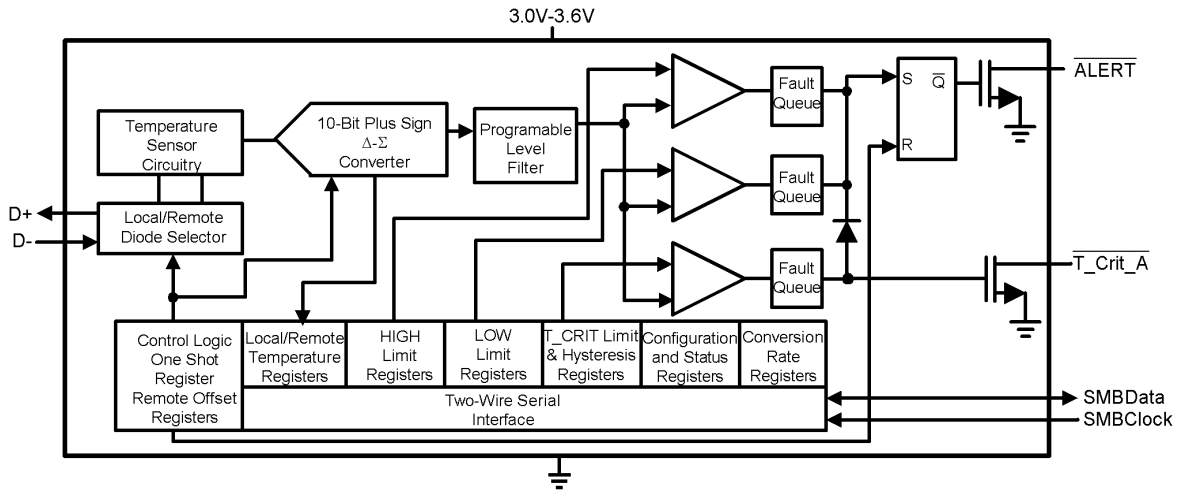 3.0V-3.6V
Temperature
Sensor
Circuitry
10-Bit Plus Sign
Δ-Σ
Converter
Programable
Level
Filter
Fault
Queue
S
Q
R
ALERT
D+
D-
Local/Remote
Diode Selector
Fault
Queue
Fault
Queue
T_Crit_A
Control Logic
One Shot
Register
Remote Offset
Registers
Local/Remote
Temperature
Registers
HIGH
Limit
Registers
LOW
Limit
Registers
T_CRIT Limit
& Hysteresis
Registers
Configuration
and Status
Registers
Conversion
Rate
Registers
Two-Wire Serial
Interface
SMBData
SMBClock